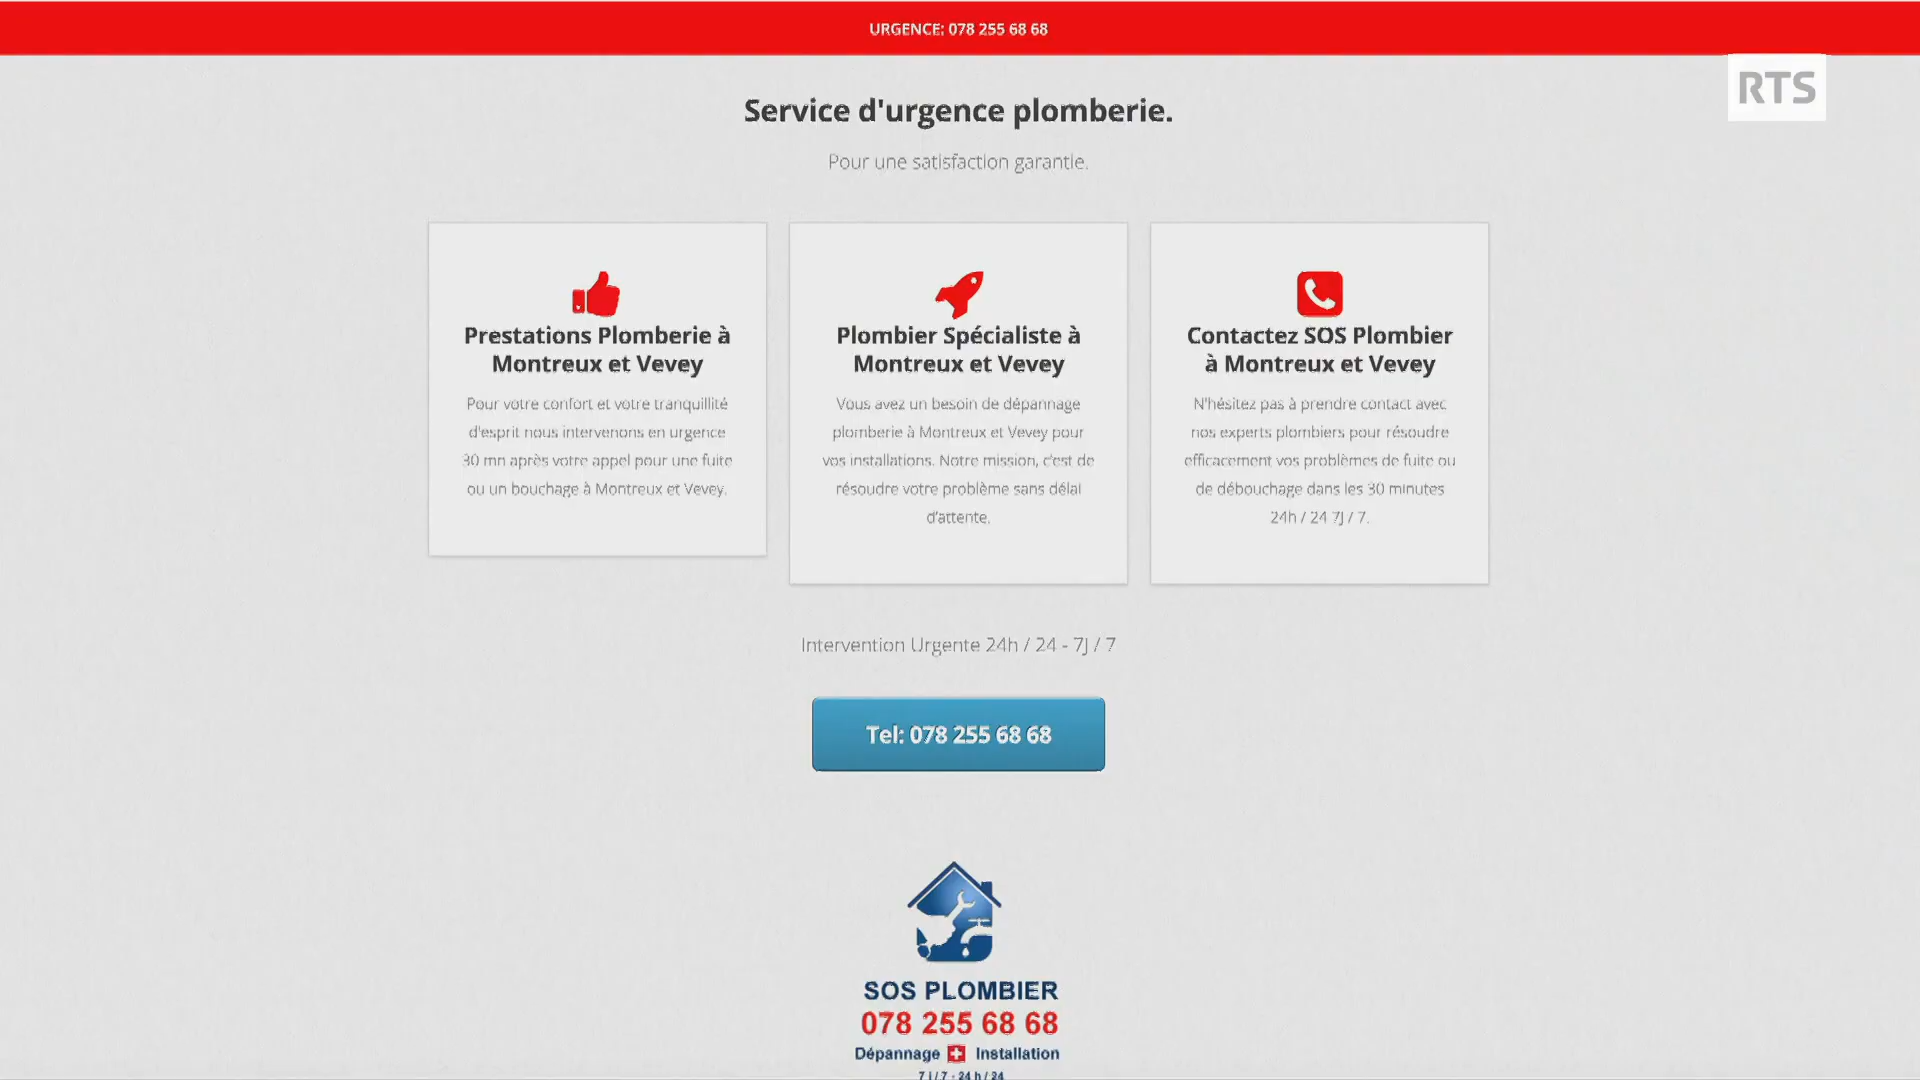 URGENCE: 078 255 68 68
RTS
Service d'urgence plomberie.
Pour une satisfaction garantie.
Prestations Plomberie à
Montreux et Vevey
Pour votre confort et votre tranquillité
d'esprit nous intervenons en urgence
30 mn après votre appel pour une fuite
ou un bouchage à Montreux et Vevey.
Plombier Spécialiste à
Montreux et Vevey
Vous avez un besoin de dépannage
plomberie à Montreux et Vevey pour
vos installations. Notre mission, c'est de
résoudre votre problème sans délai
d'attente.
Contactez SOS Plombier
à Montreux et Vevey
N'hésitez pas à prendre contact avec
nos experts plombiers pour résoudre
efficacement vos problèmes de fuite ou
de débouchage dans les 30 minutes
24h / 24 7J / 7.
Intervention Urgente 24h / 24 - 7J / 7
Tel: 078 255 68 68
SOS PLOMBIER
078 255 68 68
Dépannage Installation
7 j / 7 - 24 h / 24